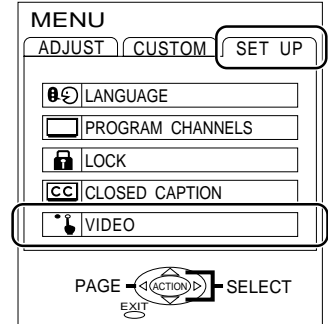 MENU
ADJUST CUSTOM SET UP
LANGUAGE
PROGRAM CHANNELS
LOCK
CC CLOSED CAPTION
VIDEO
PAGE ACTION SELECT
EXIT